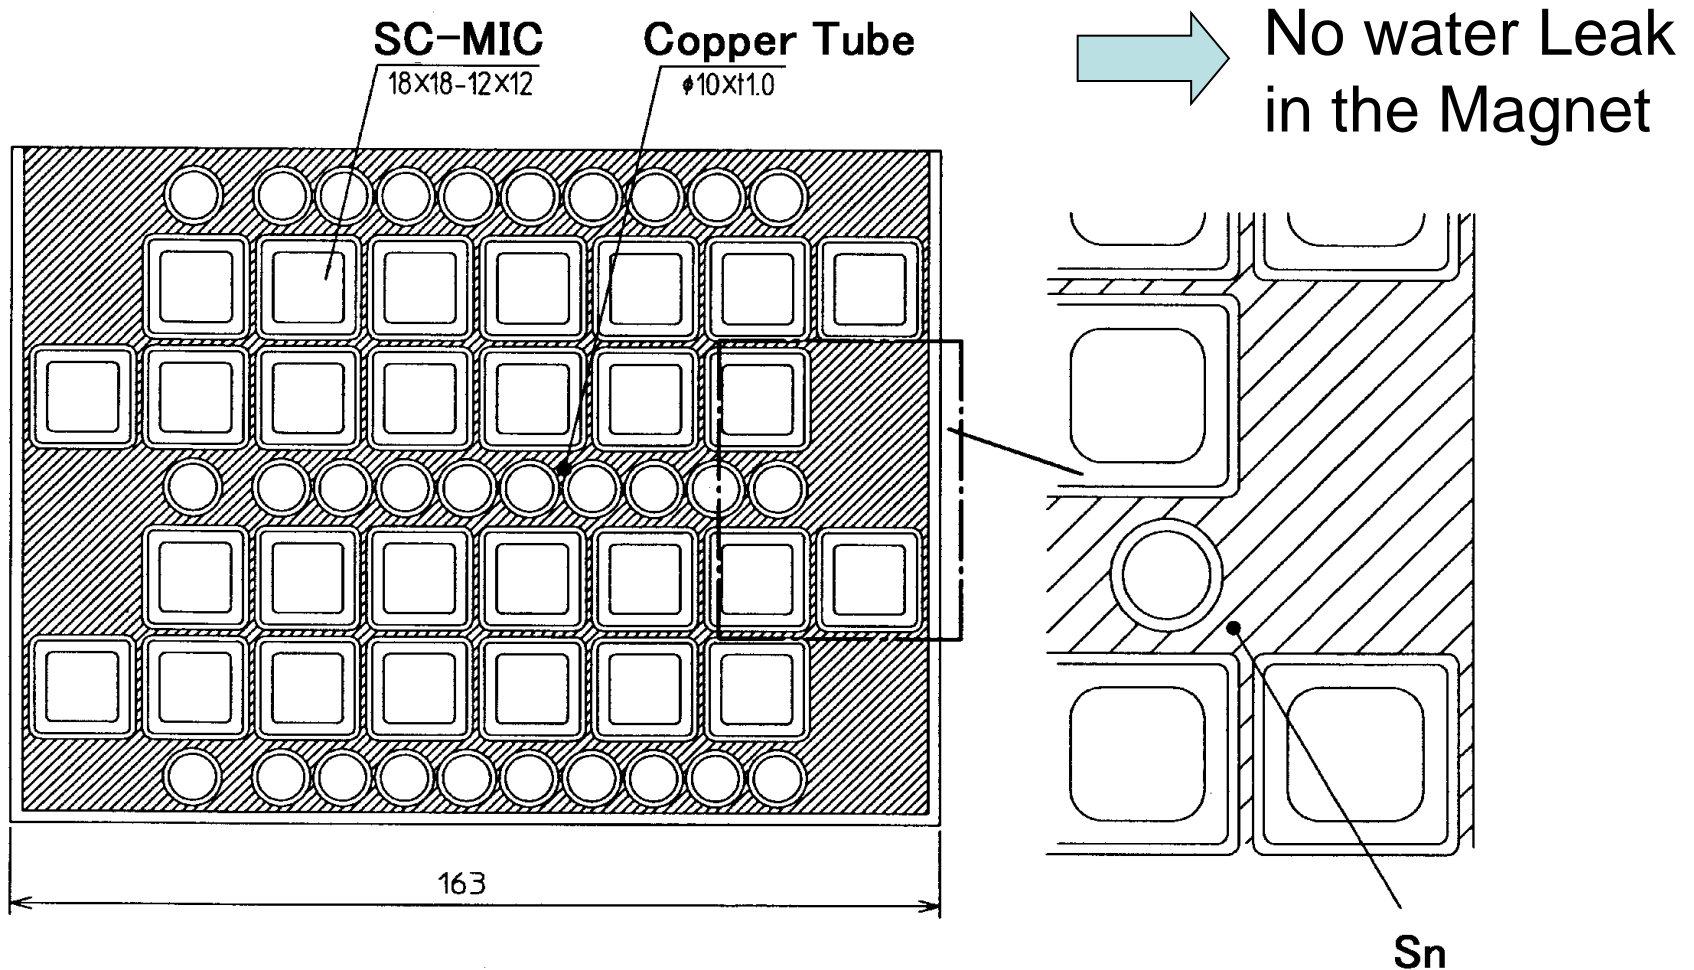 SC-MIC
18×18-12×12
Copper Tube
φ10×t1.0
No water Leak
in the Magnet
163
Sn